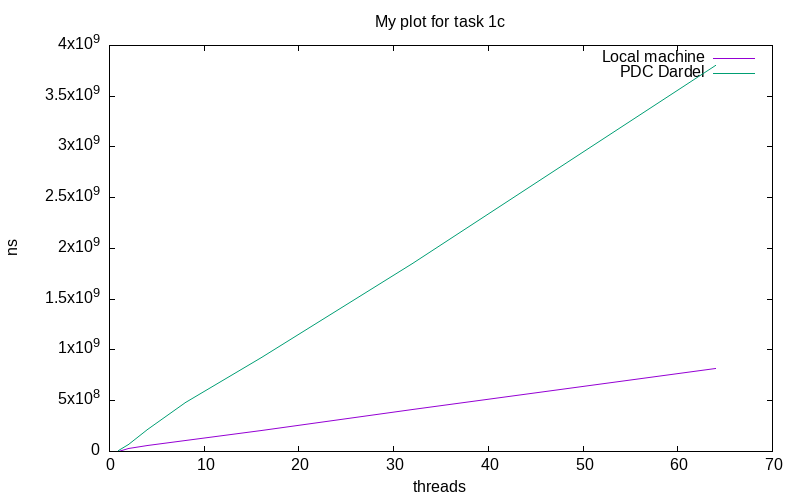 My plot for task 1c
4x10^9
3.5x10^9
3x10^9
2.5x10^9
2x10^9
1.5x10^9
1x10^9
5x10^8
0
ns
Local machine
PDC Dardel
0 10 20 30 40 50 60 70
threads